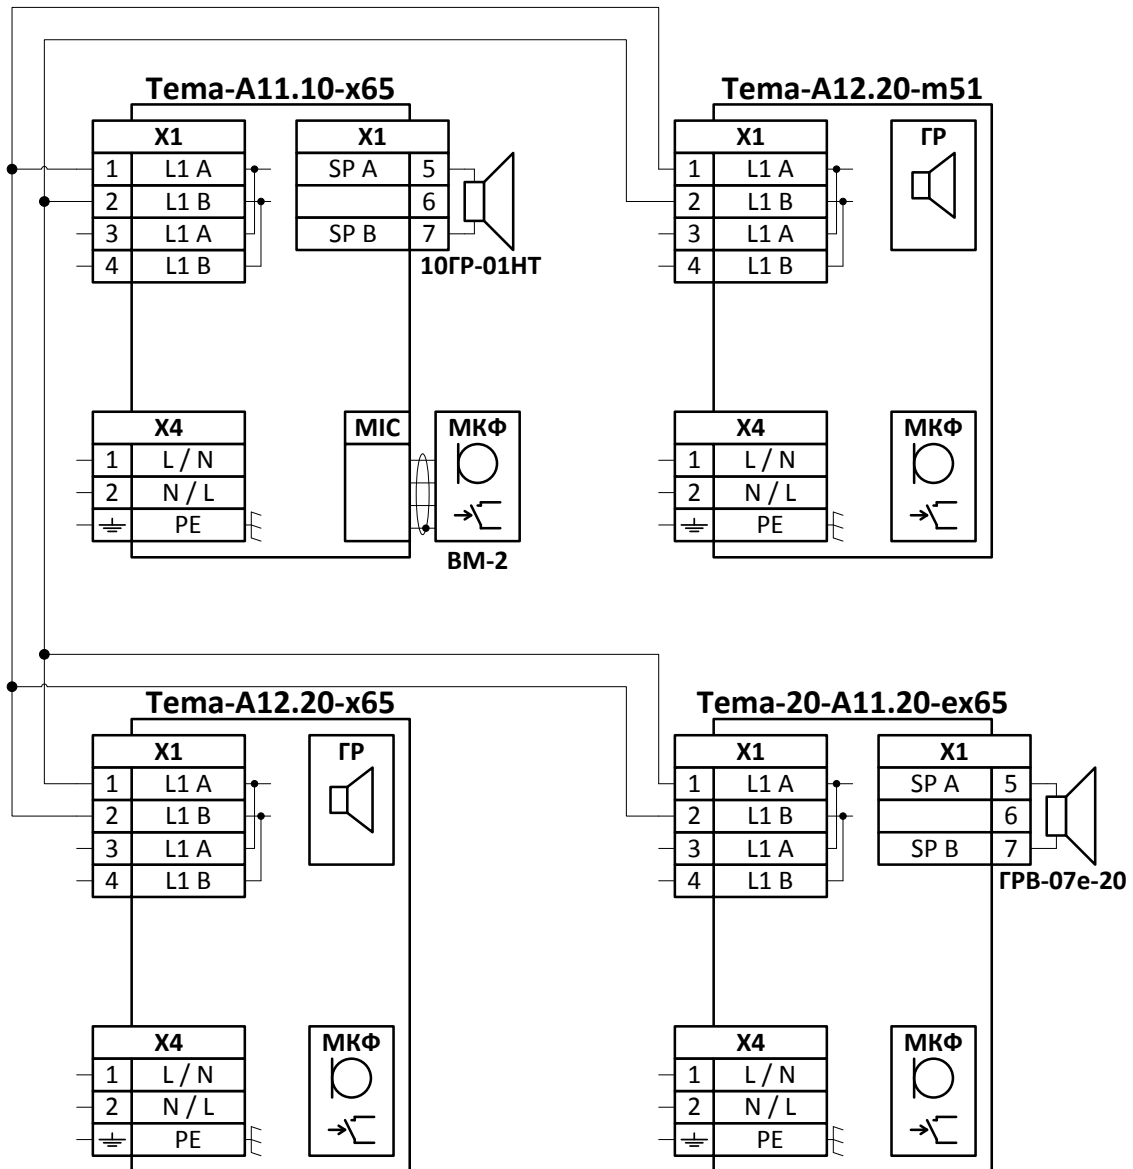 Tema-A11.10-x65
Tema-A12.20-m51
X1
X1
X1
ГР
1 L1 A
SP A 5
1 L1 A
2 L1 B
6
2 L1 B
3 L1 A
SP B 7
3 L1 A
4 L1 B
10ГР-01НТ
4 L1 B
X4
MIC
МКФ
X4
МКФ
1 L / N
1 L / N
2 N / L
2 N / L
PE
PE
ВМ-2
Tema-A12.20-x65
Tema-20-A11.20-ex65
X1
ГР
X1
X1
1 L1 A
1 L1 A
SP A 5
2 L1 B
2 L1 B
6
3 L1 A
3 L1 A
SP B 7
4 L1 B
4 L1 B
ГРВ-07е-20
X4
МКФ
X4
МКФ
1 L / N
1 L / N
2 N / L
2 N / L
PE
PE